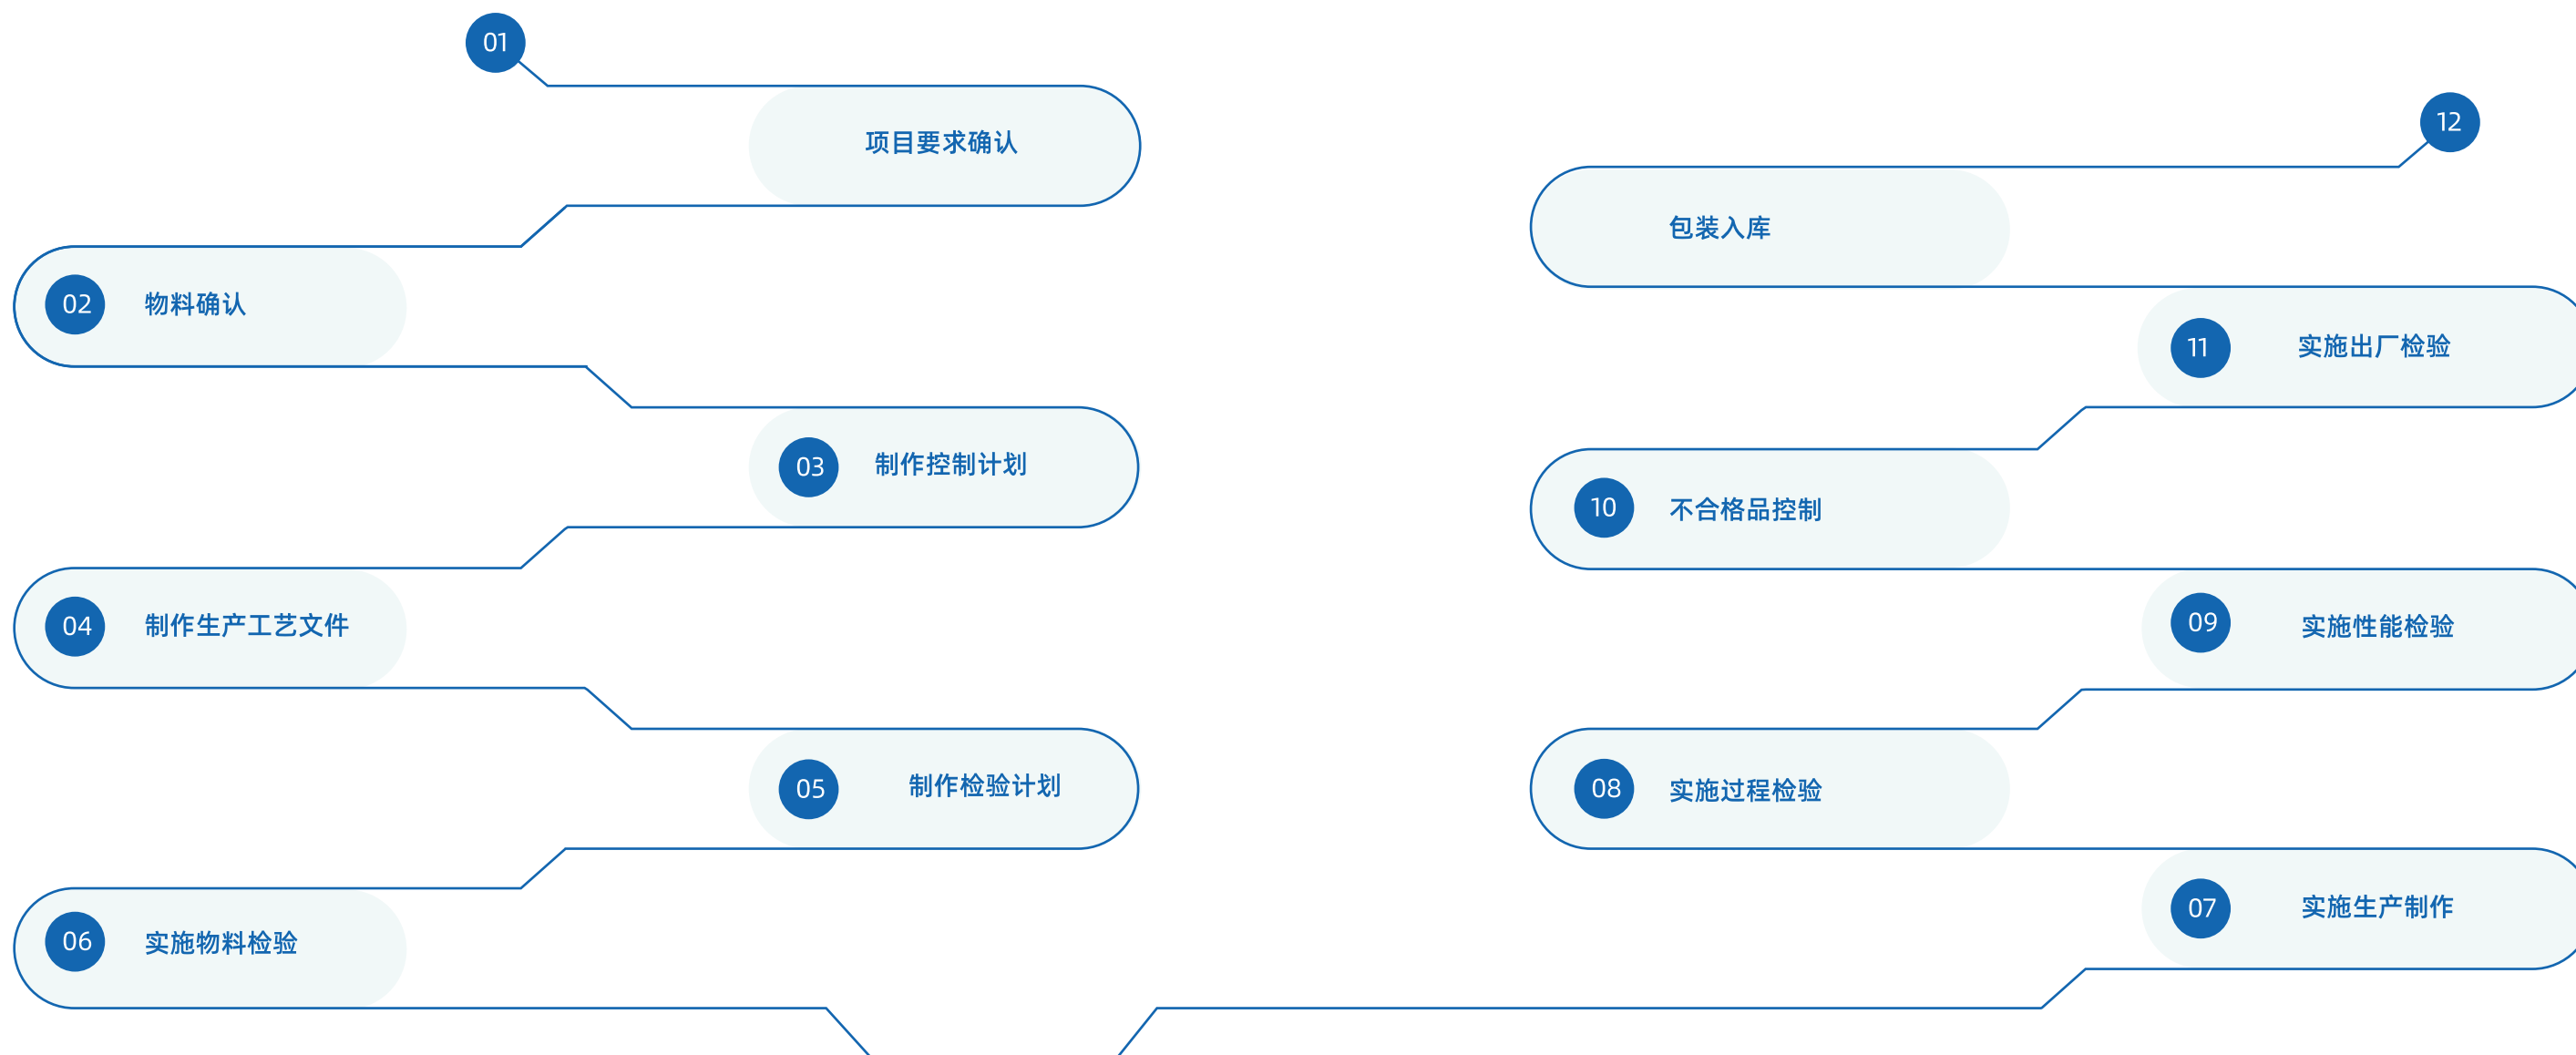 01
项目要求确认
02
物料确认
03
制作控制计划
04
制作生产工艺文件
05
制作检验计划
06
实施物料检验
07
实施生产制作
08
实施过程检验
09
实施性能检验
10
不合格品控制
11
实施出厂检验
12
包装入库